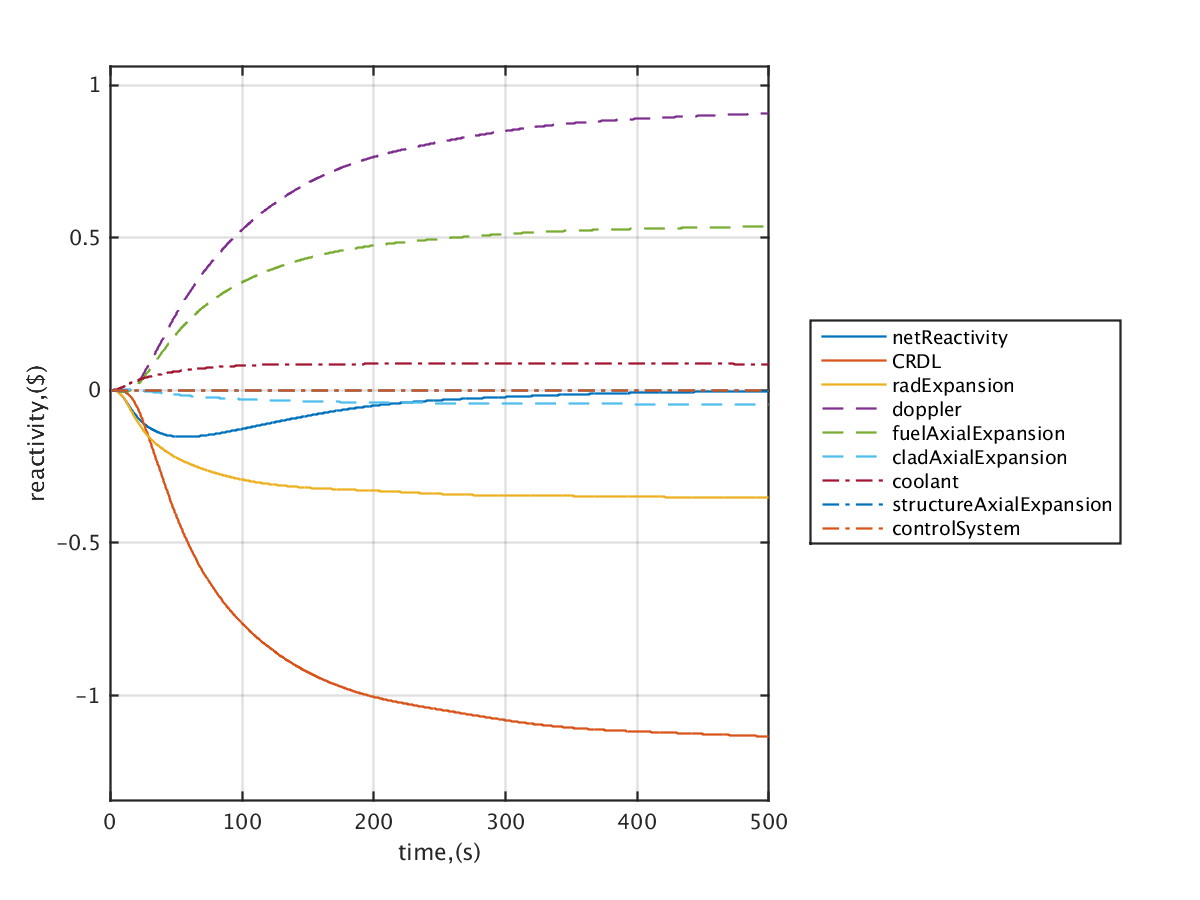 1
0.5
0
−0.5
−1
reactivity,($)
0 100 200 300 400 500
time,(s)
netReactivity
CRDL
radExpansion
doppler
fuelAxialExpansion
cladAxialExpansion
coolant
structureAxialExpansion
controlSystem